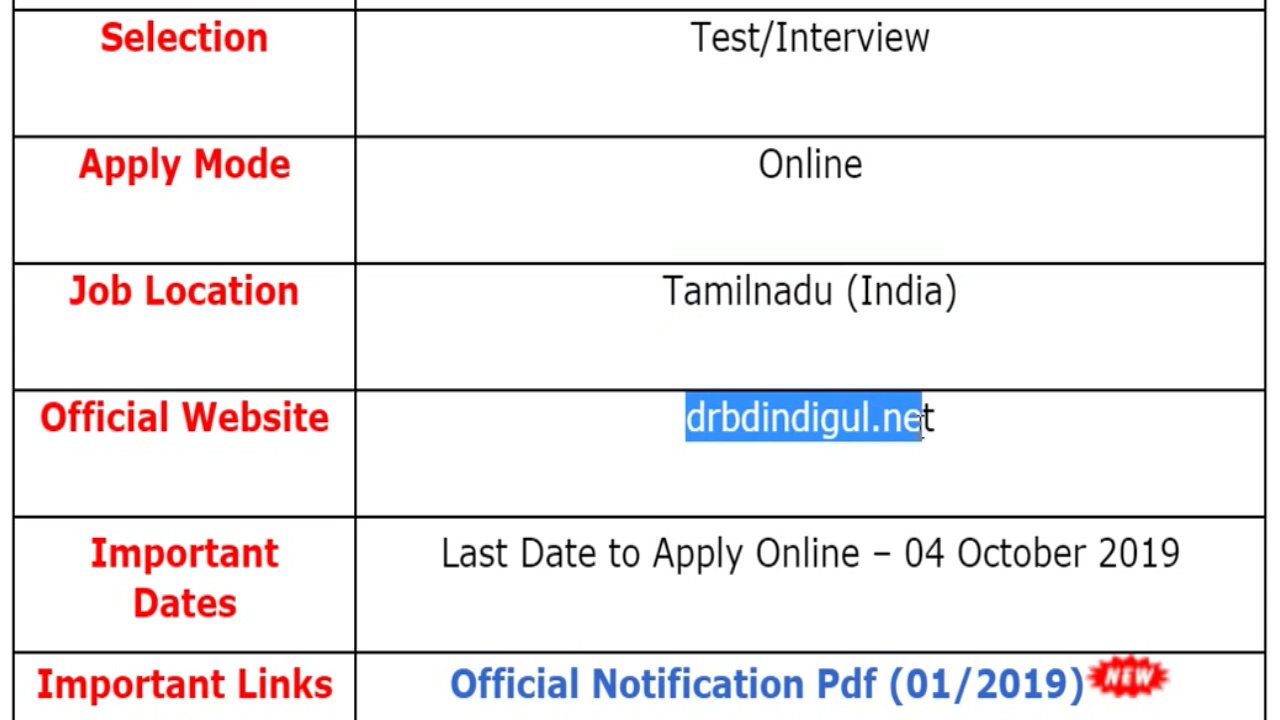 Selection
Test/Interview
Apply Mode
Online
Job Location
Tamilnadu (India)
Official Website
drbdindigul.net
Important
Dates
Last Date to Apply Online – 04 October 2019
Important Links
Official Notification Pdf (01/2019)
NEW